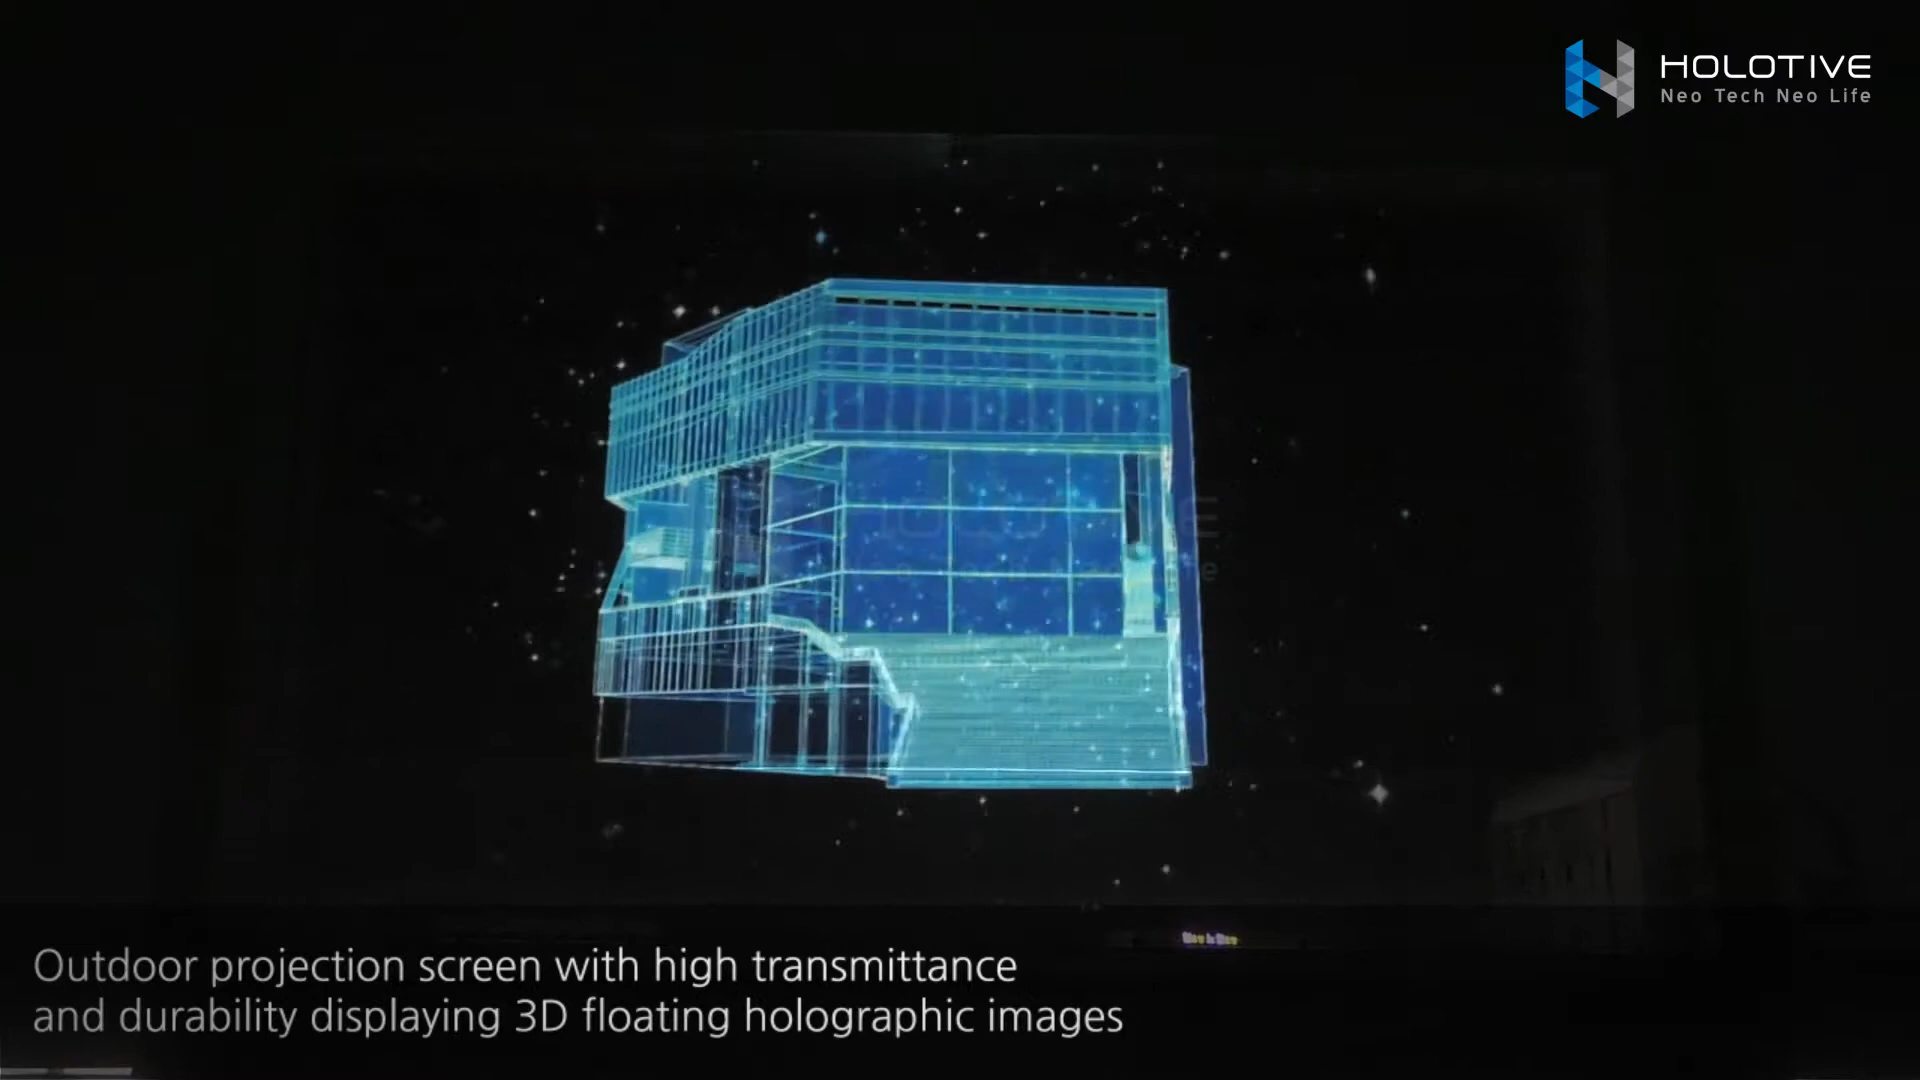 HOLOTIVE
Neo Tech Neo Life
Outdoor projection screen with high transmittance
and durability displaying 3D floating holographic images